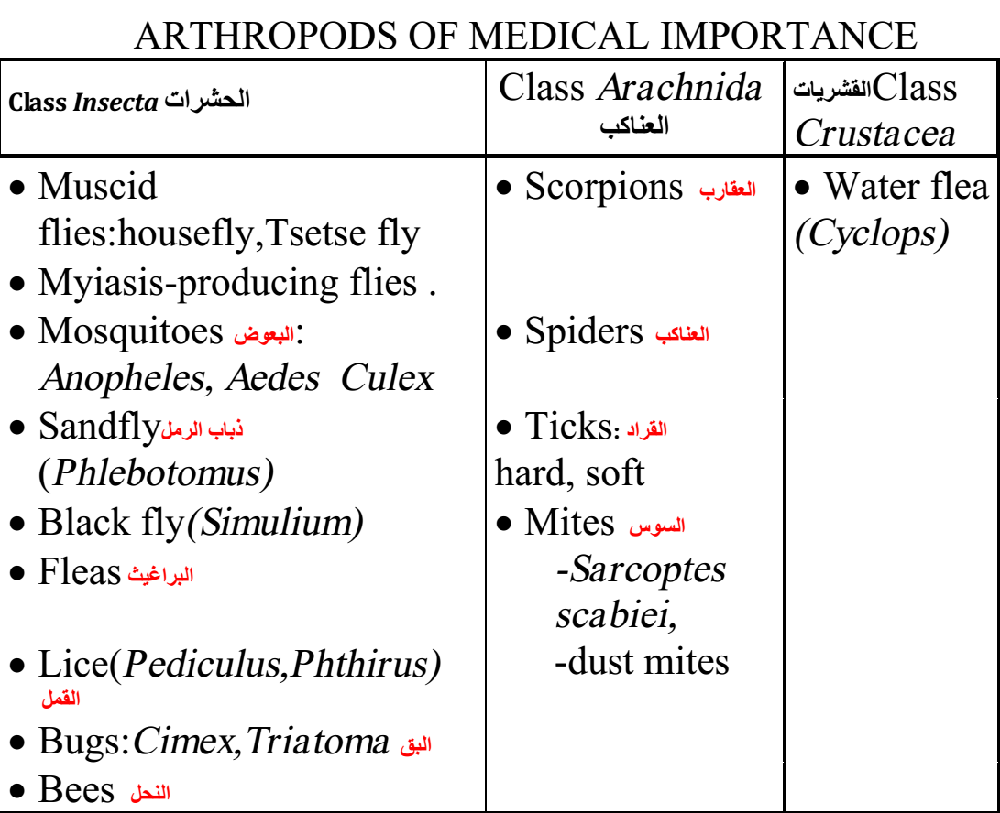 ARTHROPODS OF MEDICAL IMPORTANCE
Class Insecta الحشرات
Class Arachnida
العناكب
القشريات Class
Crustacea
• Muscid
flies:housefly,Tsetse fly
• Myiasis-producing flies .
• Mosquitoes البعوض:
Anopheles, Aedes Culex
• Sandfly ذباب الرمل
(Phlebotomus)
• Black fly(Simulium)
• Fleas البراغيث
• Lice(Pediculus,Phthirus)
القمل
• Bugs:Cimex,Triatoma البق
• Bees النحل
• Scorpions العقارب
• Spiders العناكب
• Ticks: القراد
hard, soft
• Mites السوس
-Sarcoptes
scabiei,
-dust mites
• Water flea
(Cyclops)